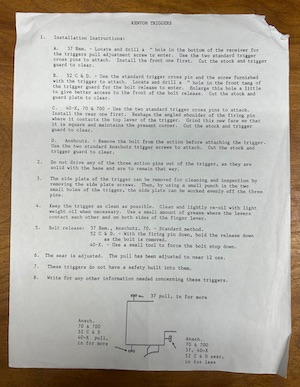 KENYON TRIGGERS
1. Installation Instructions:
A. 37 Rem. - Locate and drill a " hole in the bottom of the receiver for
the triggers pull adjustment screw to enter. Use the two standard trigger
cross pins to attach. Install the front one first. Cut the stock and trigger
guard to clear.
B. 52 C & D. - Use the standard trigger cross pin and the screw furnished
with the trigger to attach. Locate and drill a " hole in the front tang of
the trigger guard for the bolt release to enter. Enlarge this hole a little
to give better access to the front of the bolt release. Cut the stock and
guard plate to clear.
C. 40-X, 70 & 700 - Use the two standard trigger cross pins to attach.
Install the rear one first. Reshape the engine shoulder of the firing pin
where it contacts the top lever of the trigger. Grind this new face so that
it is square and maintains the present corner. Cut the stock and trigger
guard to clear.
D. Anschutz. - Remove the bolt from the action before attaching the trigger.
Use the two standard Anschutz trigger screws to attach. Cut the stock and
trigger guard to clear.
2. Do not drive any of the three action pins out of the trigger, as they are
solid with the base and are to remain that way.
3. The side plate of the trigger can be removed for cleaning and inspection by
removing the side plate screws. Then, by using a small punch in the two
small holes of the trigger, the side plate can be worked evenly off the three
pins.
4. Keep the trigger as clean as possible. Clean and lightly re-oil with light
weight oil when necessary. Use a small amount of grease where the levers
contact each other and on both sides of the finger lever.
5. Bolt release: 37 Rem., Anschutz, 70. - Standard method.
52 C & D. - With the firing pin down, hold the release down
as the bolt is removed.
40-X. - Use a small tool to force the bolt stop down.
6. The sear is adjusted. The pull has been adjusted to near 12 ozs.
7. These triggers do not have a safety built into them.
8. Write for any other information needed concerning these triggers.
37 pull, in for more
Ansch.
70 & 700
52 C & D
40-X pull,
in for more
Ansch.
70 & 700
37, 40-X
52 C & D sear,
in for less